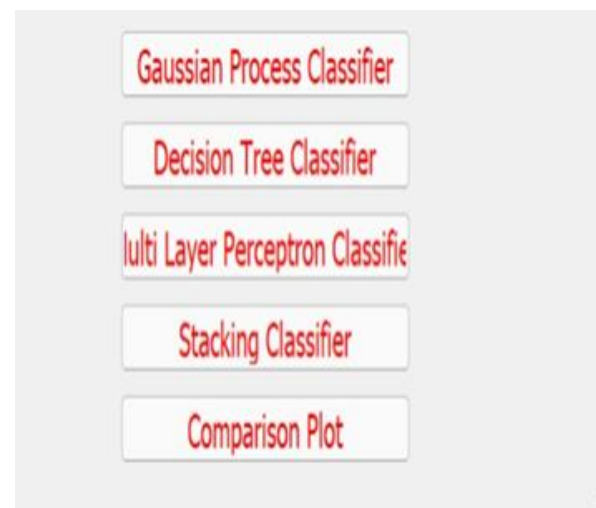 Gaussian Process Classifier
Decision Tree Classifier
ulti Layer Perceptron Classifie
Stacking Classifier
Comparison Plot